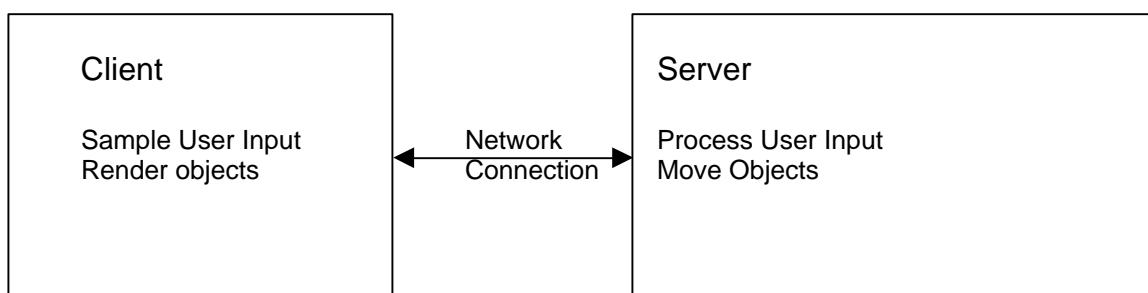 Client
Sample User Input
Render objects
Network
Connection
Server
Process User Input
Move Objects